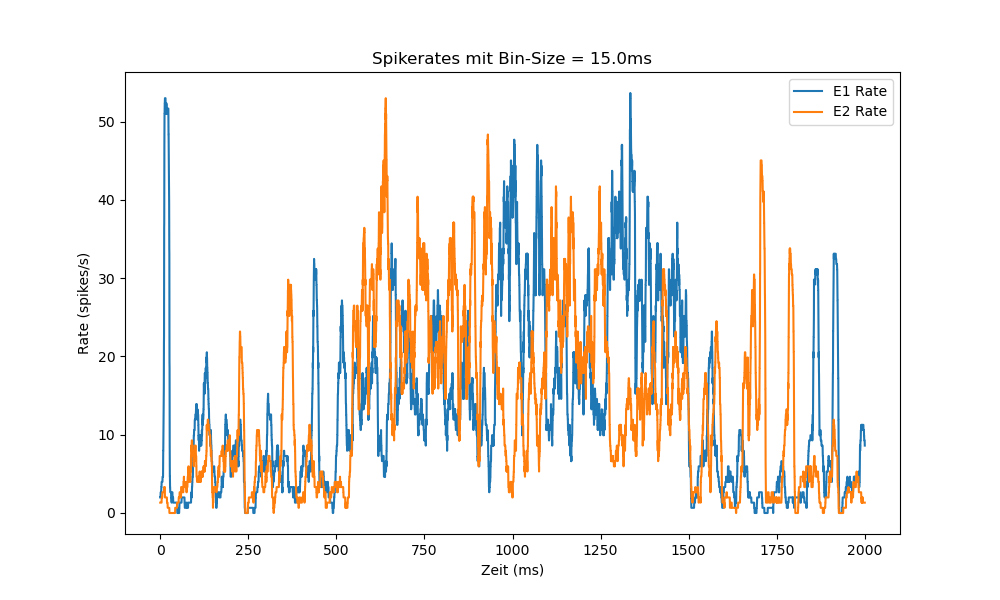 Spikerates mit Bin-Size = 15.0ms
E1 Rate
E2 Rate
Rate (spikes/s)
50
40
30
20
10
0
0 250 500 750 1000 1250 1500 1750 2000
Zeit (ms)